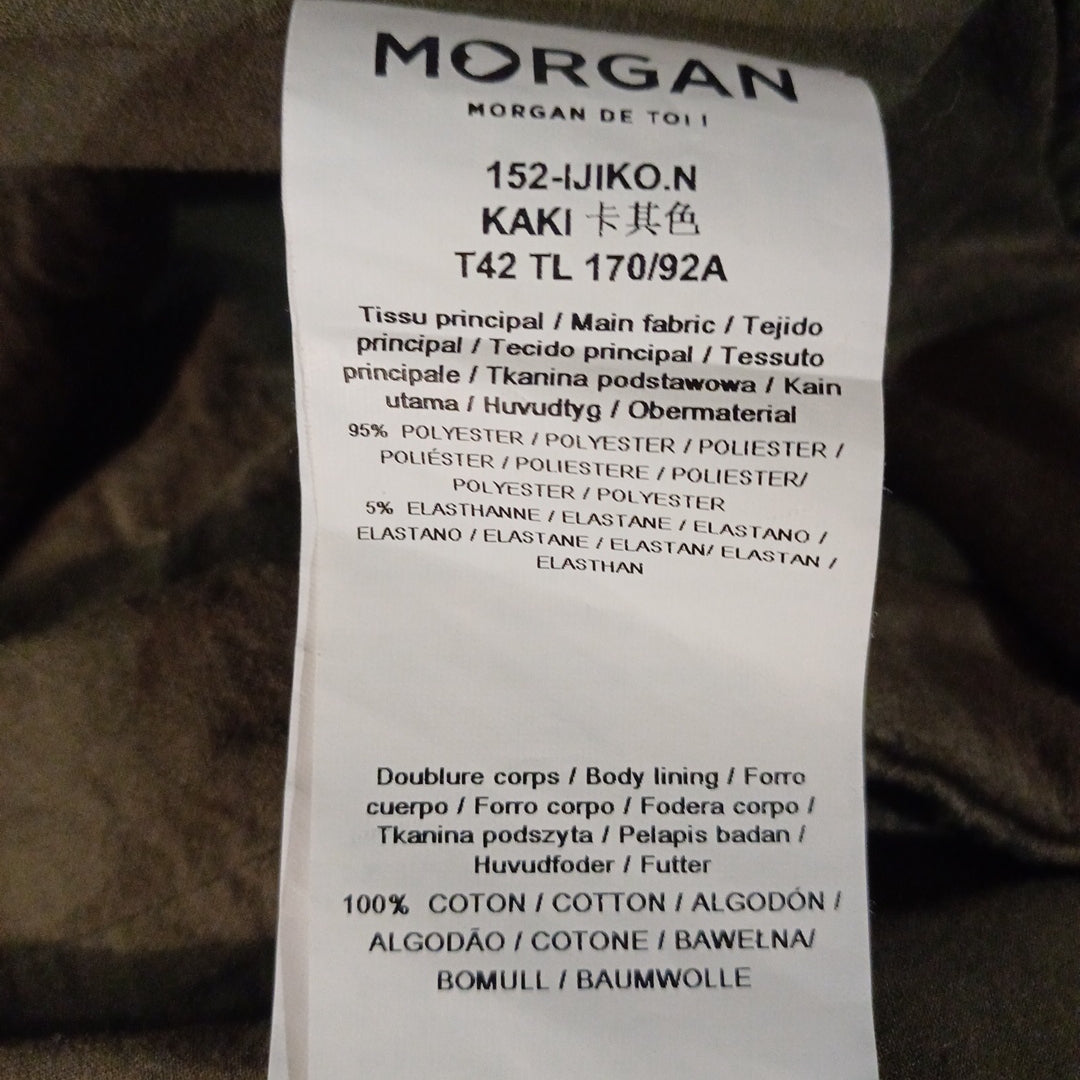 MORGAN
MORGAN DE TOI !
152-IJIKO.N
KAKI 卡其色
T42 TL 170/92A
Tissu principal / Main fabric / Tejido
principal / Tecido principal / Tessuto
principale / Tkanina podstawowa / Kain
utama / Huvudtyg / Obermaterial
95% POLYESTER / POLYESTER / POLIESTER /
POLIÉSTER / POLIESTERE / POLIESTER/
POLYESTER / POLYESTER
5% ELASTHANNE / ELASTANE / ELASTANO /
ELASTANO / ELASTANE / ELASTAN/ ELASTAN /
ELASTHAN
Doublure corps / Body lining / Forro
cuerpo / Forro corpo / Fodera corpo /
Tkanina podszyta / Pelapis badan /
Huvudfoder / Futter
100% COTON / COTTON / ALGODÓN /
ALGODÃO / COTONE / BAWEŁNA/
BOMULL / BAUMWOLLE